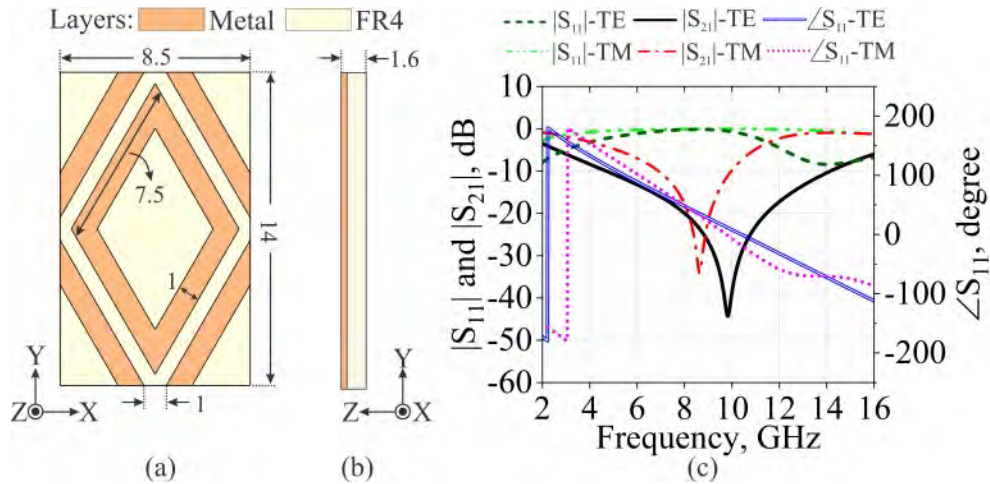 Layers: Metal FR4
8.5
7.5
14
1
1
Y
Z X
(a)
1.6
Y
Z X
(b)
|S₁₁|-TE |S₂₁|-TE ∠S₁₁-TE
|S₁₁|-TM |S₂₁|-TM ∠S₁₁-TM
|S₁₁| and |S₂₁|, dB
10
0
-10
-20
-30
-40
-50
-60
200
100
0
-100
-200
∠S₁₁, degree
2 4 6 8 10 12 14 16
Frequency, GHz
(c)